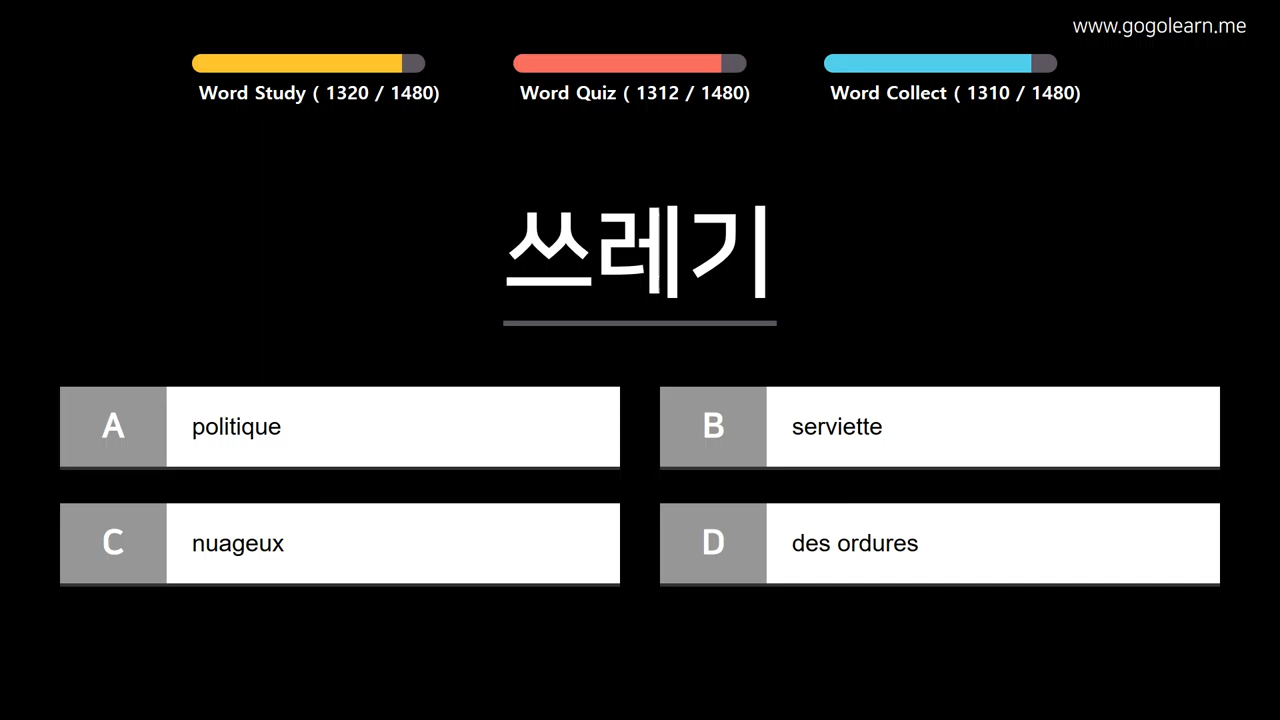 www.gogolearn.me
Word Study ( 1320 / 1480)
Word Quiz ( 1312 / 1480)
Word Collect ( 1310 / 1480)
쓰레기
A politique
B serviette
C nuageux
D des ordures